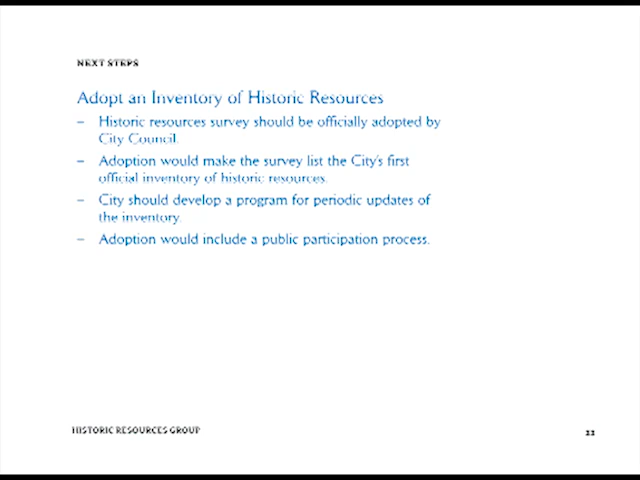 NEXT STEPS
Adopt an Inventory of Historic Resources
– Historic resources survey should be officially adopted by
City Council.
– Adoption would make the survey list the City's first
official inventory of historic resources.
– City should develop a program for periodic updates of
the inventory.
– Adoption would include a public participation process.
HISTORIC RESOURCES GROUP